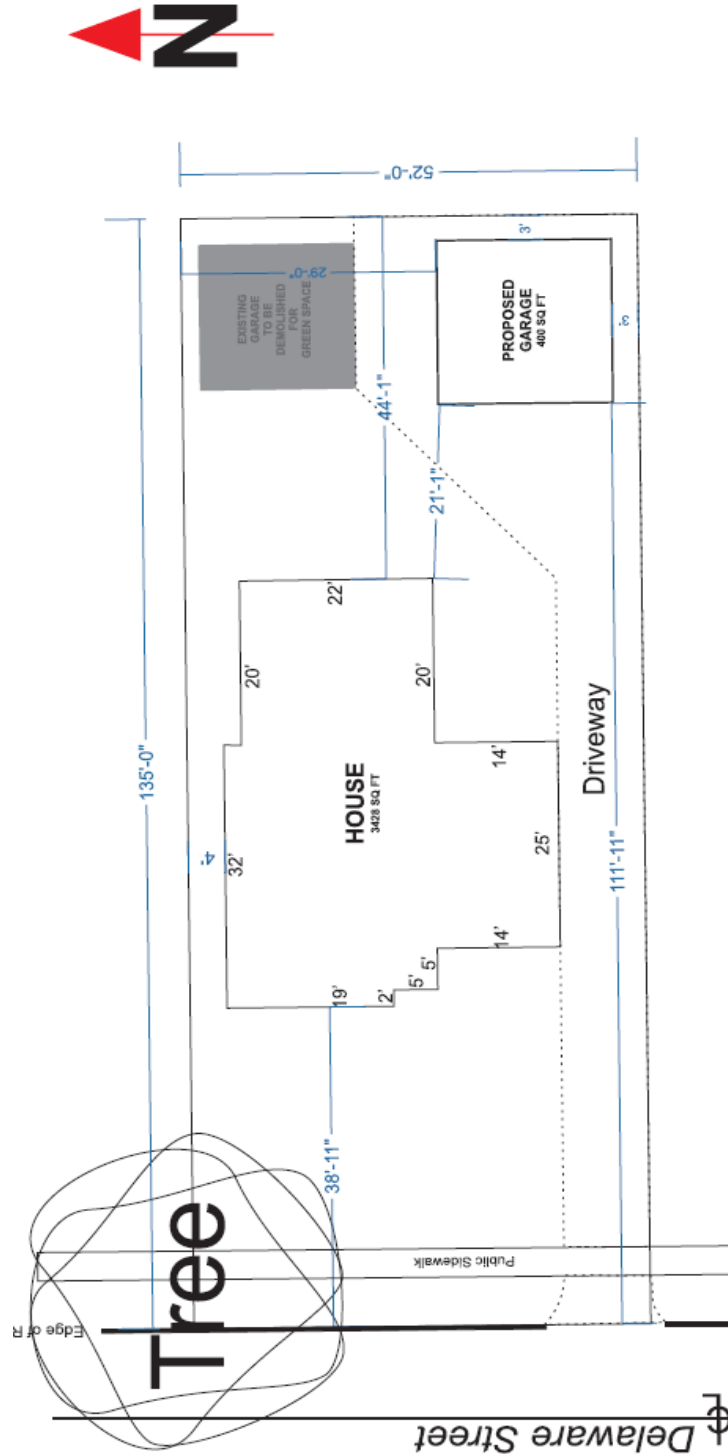 N
52'-0"
135'-0"
EXISTING
GARAGE
TO BE
DEMOLISHED
FOR
GREEN SPACE
29'-0"
3'
PROPOSED
GARAGE
400 SQ FT
3'
44'-1"
21'-1"
22'
20'
20'
HOUSE
3428 SQ FT
4'
32'
14'
25'
Driveway
111'-11"
14'
5'
5'
2'
19'
38'-11"
Tree
Public Sidewalk
Edge of R
Delaware Street